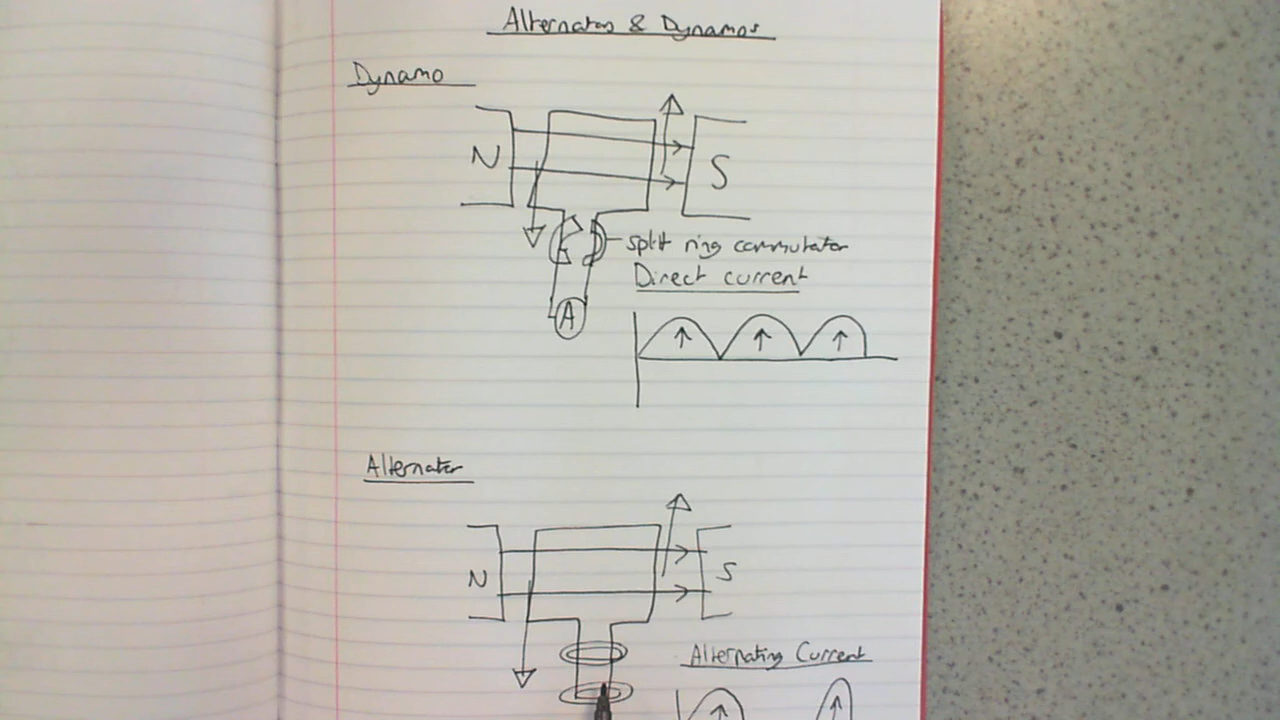 Alternators & Dynamos
Dynamo
N
S
split ring commutator
Direct current
A
Alternator
N
S
Alternating Current